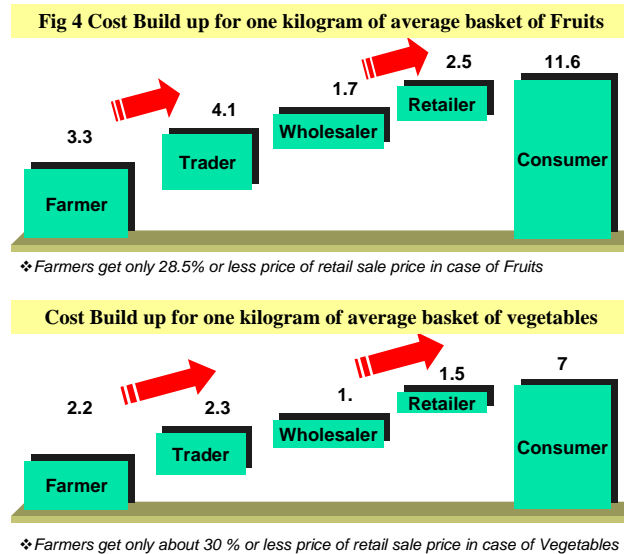 Fig 4 Cost Build up for one kilogram of average basket of Fruits
3.3
4.1
1.7
2.5
11.6
Farmer
Trader
Wholesaler
Retailer
Consumer
❖Farmers get only 28.5% or less price of retail sale price in case of Fruits
Cost Build up for one kilogram of average basket of vegetables
2.2
2.3
1.
1.5
7
Farmer
Trader
Wholesaler
Retailer
Consumer
❖Farmers get only about 30 % or less price of retail sale price in case of Vegetables